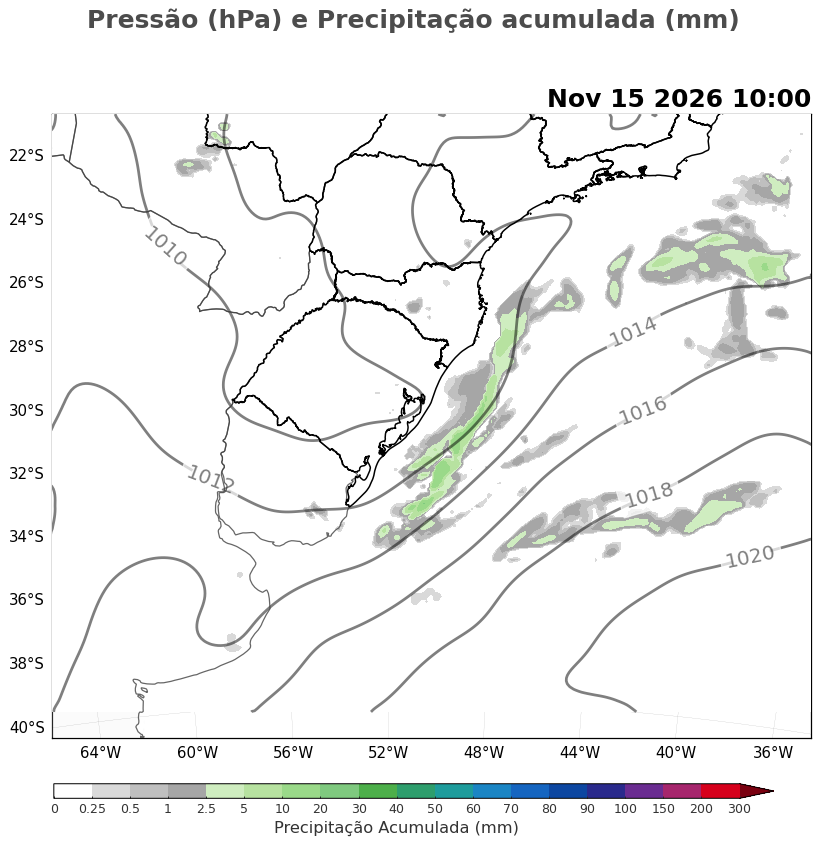 Pressão (hPa) e Precipitação acumulada (mm)
Nov 15 2026 10:00
22°S
24°S
26°S
28°S
30°S
32°S
34°S
36°S
38°S
40°S
1010
1012
1014
1016
1018
1020
64°W 60°W 56°W 52°W 48°W 44°W 40°W 36°W
0 0.25 0.5 1 2.5 5 10 20 30 40 50 60 70 80 90 100 150 200 300
Precipitação Acumulada (mm)